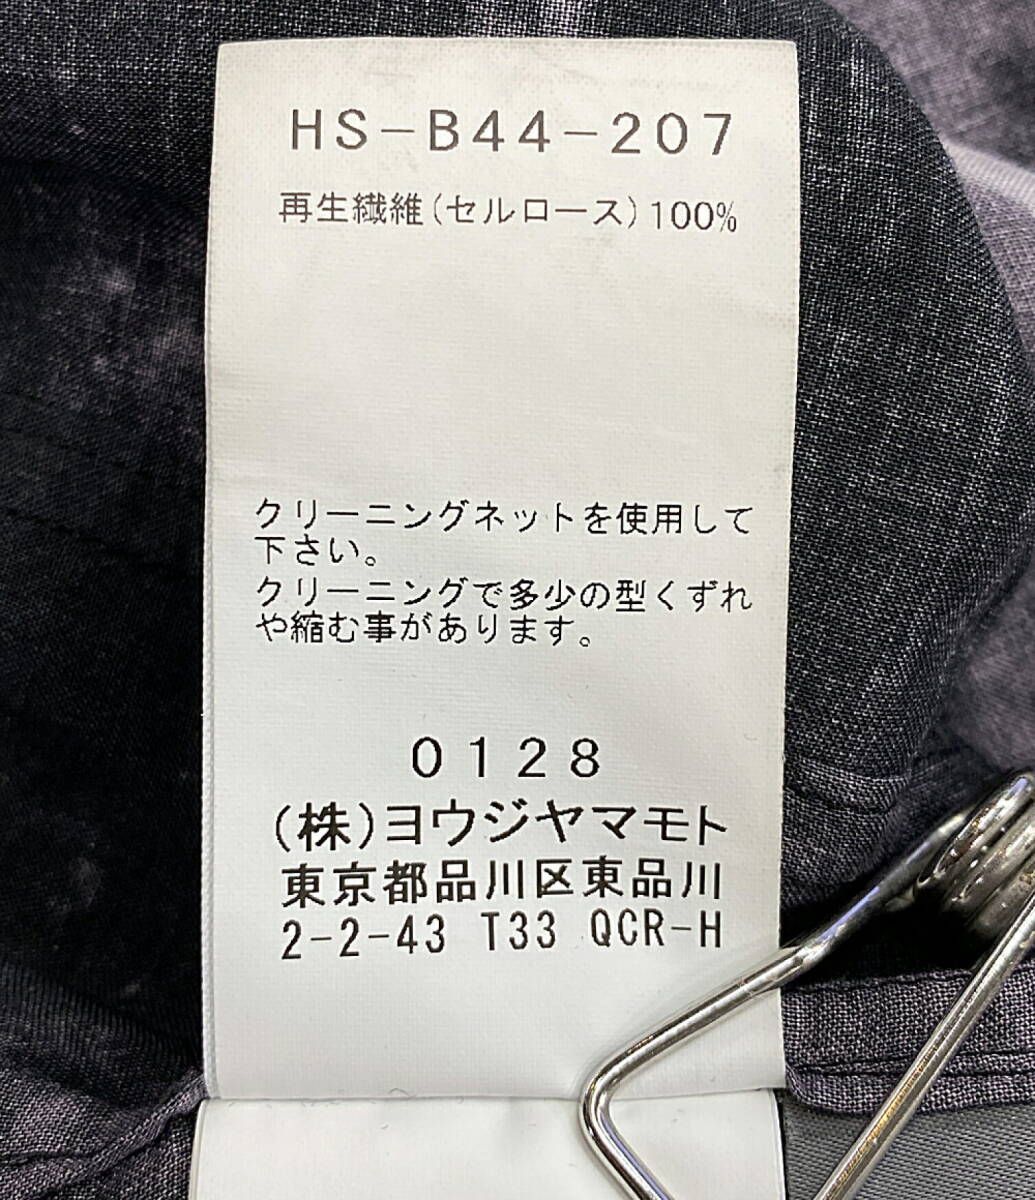 HS-B44-207
再生繊維(セルロース)100%
クリーニングネットを使用して
下さい。
クリーニングで多少の型くずれ
や縮む事があります。
0128
(株)ヨウジヤマモト
東京都品川区東品川
2-2-43 T33 QCR-H